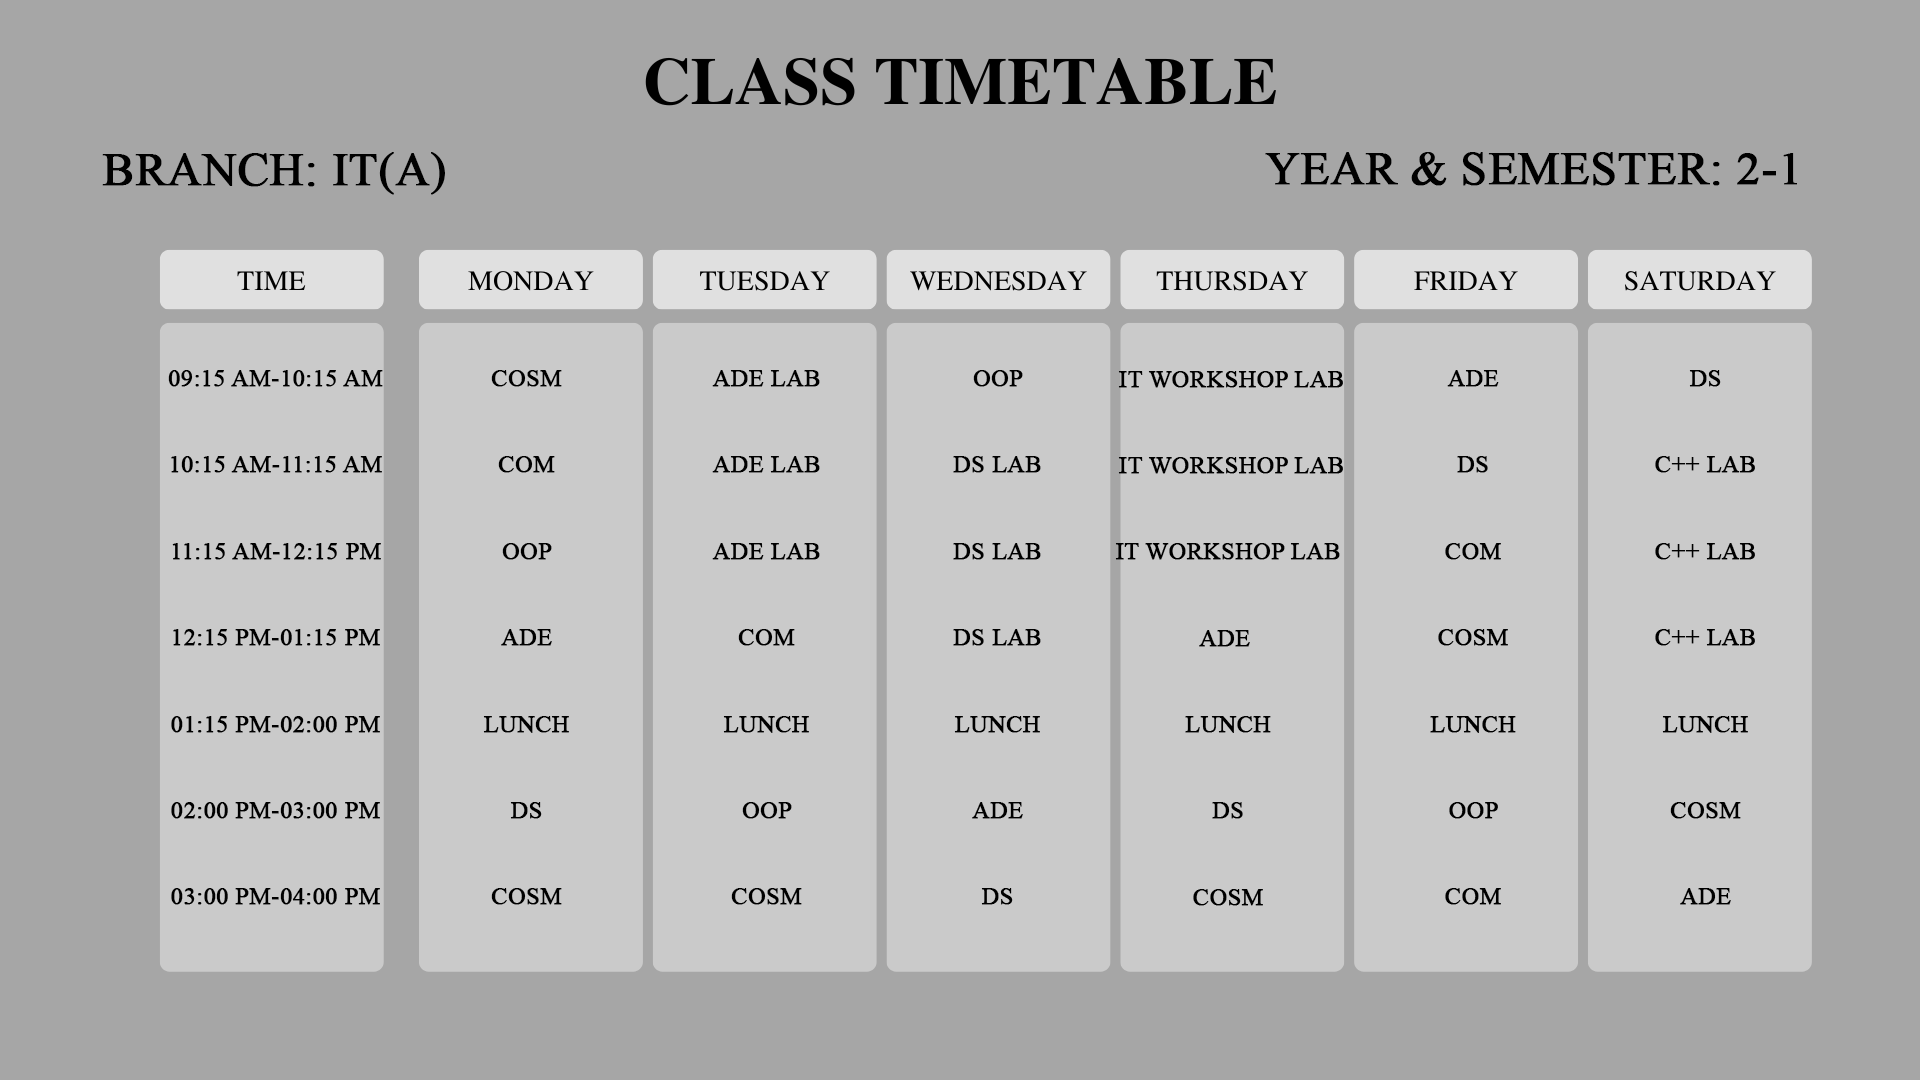 CLASS TIMETABLE
BRANCH: IT(A) YEAR & SEMESTER: 2-1
TIME MONDAY TUESDAY WEDNESDAY THURSDAY FRIDAY SATURDAY
09:15 AM-10:15 AM COSM ADE LAB OOP IT WORKSHOP LAB ADE DS
10:15 AM-11:15 AM COM ADE LAB DS LAB IT WORKSHOP LAB DS C++ LAB
11:15 AM-12:15 PM OOP ADE LAB DS LAB IT WORKSHOP LAB COM C++ LAB
12:15 PM-01:15 PM ADE COM DS LAB ADE COSM C++ LAB
01:15 PM-02:00 PM LUNCH LUNCH LUNCH LUNCH LUNCH LUNCH
02:00 PM-03:00 PM DS OOP ADE DS OOP COSM
03:00 PM-04:00 PM COSM COSM DS COSM COM ADE